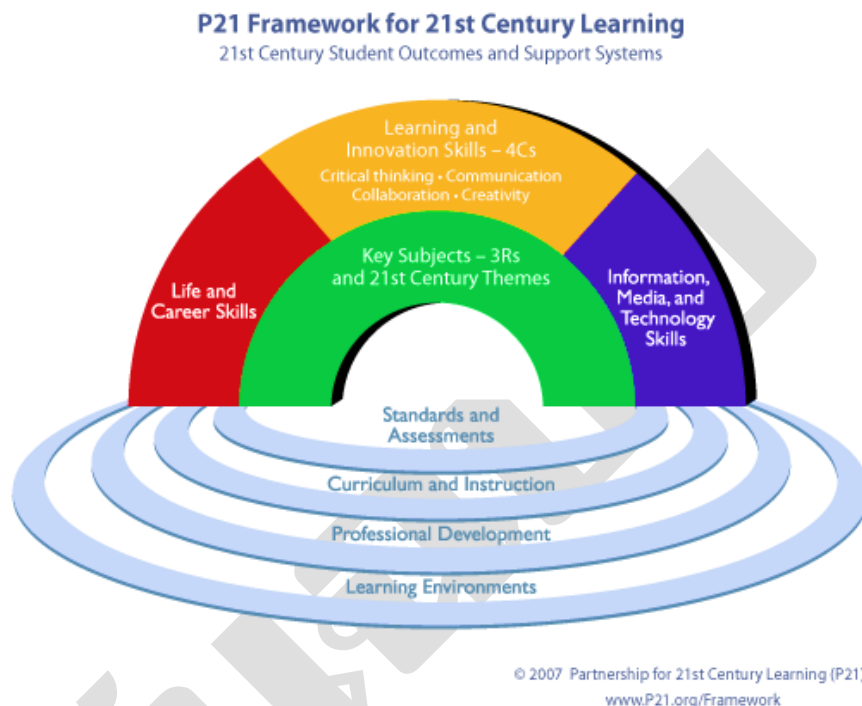 P21 Framework for 21st Century Learning
21st Century Student Outcomes and Support Systems
Learning and
Innovation Skills – 4Cs
Critical thinking • Communication
Collaboration • Creativity
Key Subjects – 3Rs
and 21st Century Themes
Life and
Career Skills
Information,
Media, and
Technology
Skills
Standards and
Assessments
Curriculum and Instruction
Professional Development
Learning Environments
© 2007 Partnership for 21st Century Learning (P21)
www.P21.org/Framework